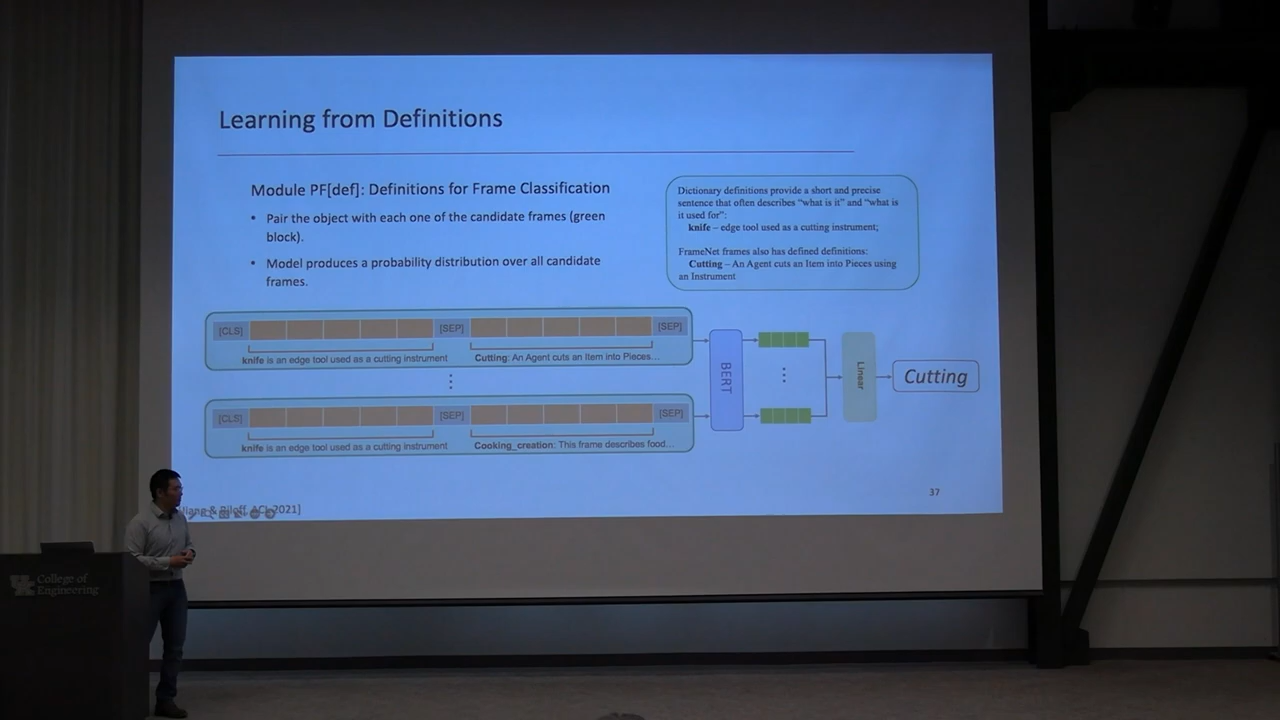 Learning from Definitions
Module PF[def]: Definitions for Frame Classification
• Pair the object with each one of the candidate frames (green
block).
• Model produces a probability distribution over all candidate
frames.
Dictionary definitions provide a short and precise
sentence that often describes “what is it” and “what is
it used for”:
knife – edge tool used as a cutting instrument;
FrameNet frames also has defined definitions:
Cutting – An Agent cuts an Item into Pieces using
an Instrument
[CLS] [SEP] [SEP]
knife is an edge tool used as a cutting instrument Cutting: An Agent cuts an Item into Pieces…
[CLS] [SEP] [SEP]
knife is an edge tool used as a cutting instrument Cooking_creation: This frame describes food…
BERT
Linear
Cutting
37
& Riloff, ACL 2021]
College of
Engineering